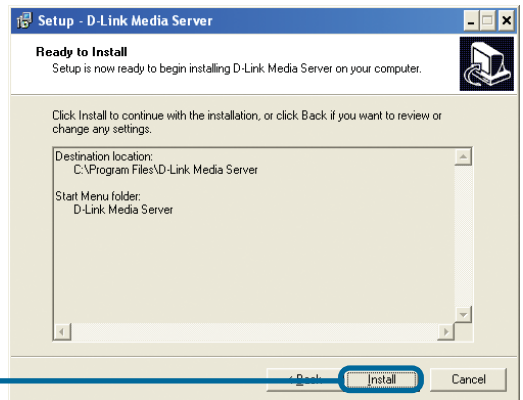 Setup - D-Link Media Server
Ready to Install
Setup is now ready to begin installing D-Link Media Server on your computer.
Click Install to continue with the installation, or click Back if you want to review or
change any settings.
Destination location:
C:\Program Files\D-Link Media Server
Start Menu folder:
D-Link Media Server
< Back
Install
Cancel